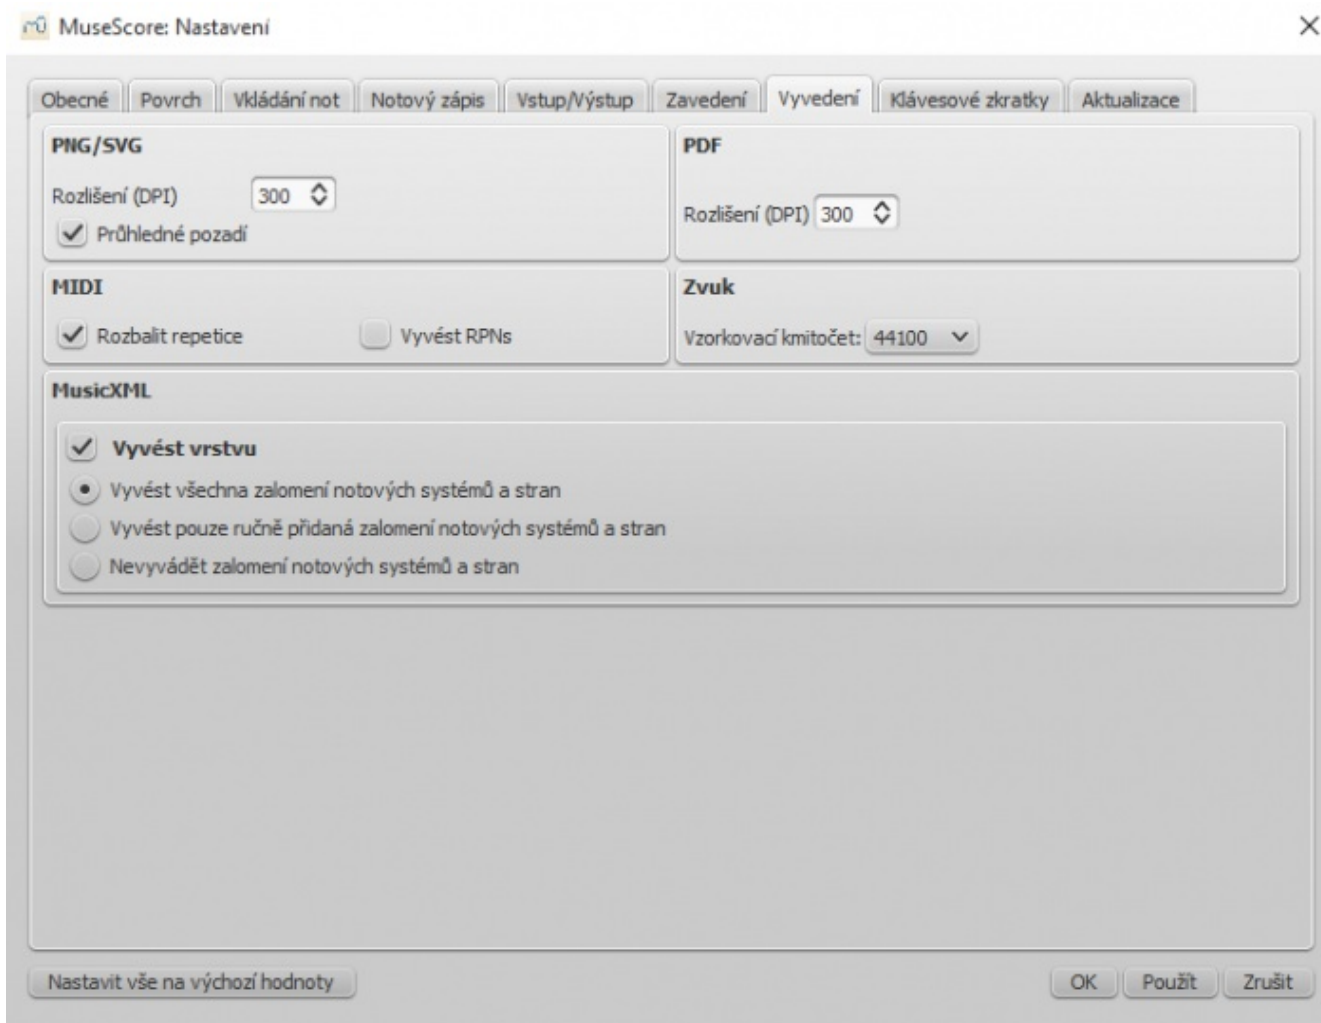 MuseScore: Nastavení
Obecné Povrch Vkládání not Notový zápis Vstup/Výstup Zavedení Vyvedení Klávesové zkratky Aktualizace
PNG/SVG
Rozlišení (DPI) 300
Průhledné pozadí
PDF
Rozlišení (DPI) 300
MIDI
Rozbalit repetice Vyvést RPNs
Zvuk
Vzorkovací kmitočet: 44100
MusicXML
Vyvést vrstvu
Vyvést všechna zalomení notových systémů a stran
Vyvést pouze ručně přidaná zalomení notových systémů a stran
Nevyvádět zalomení notových systémů a stran
Nastavit vše na výchozí hodnoty OK Použít Zrušit